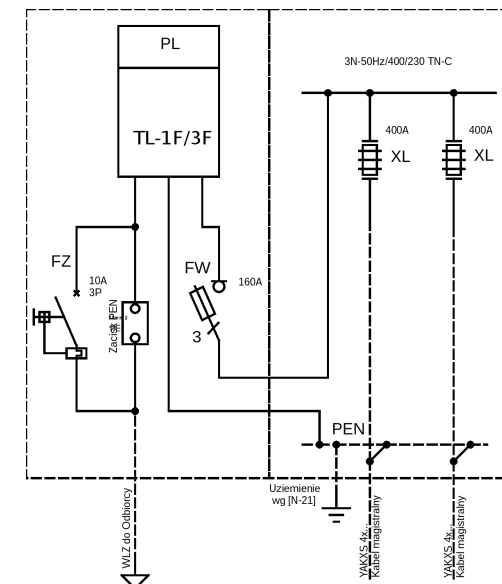 PL
3N-50Hz/400/230 TN-C
TL-1F/3F
400A
XL
400A
XL
FZ
10A
3P
Zacisk PEN
FW
160A
3
PEN
Uziemienie
wg [N-21]
WLZ do Odbiorcy
YAKXS 4x...
Kabel magistralny
YAKXS 4x...
Kabel magistralny